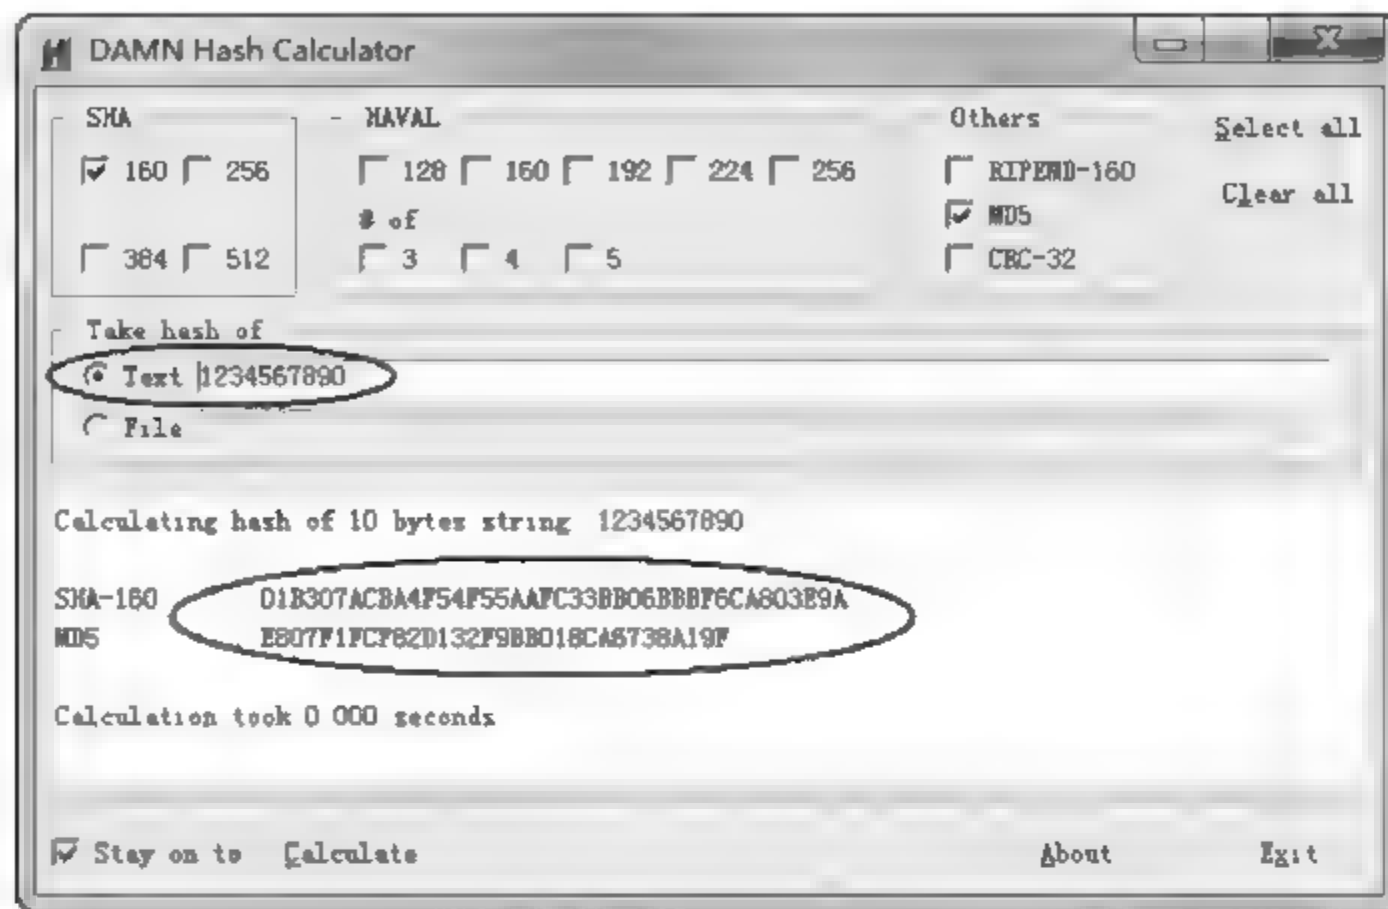 DAMN Hash Calculator
SHA
160 256
384 512
HAVAL
128 160 192 224 256
# of
3 4 5
Others
RIPEMD-160
MD5
CRC-32
Select all
Clear all
Take hash of
Text 1234567890
File
Calculating hash of 10 bytes string 1234567890
SHA-160 01B307ACBA4F54F55AAFC33BB06BBBF6CA803E9A
MD5 E807F1FCF82D132F9BB018CA6738A19F
Calculation took 0 000 seconds
Stay on to Calculate About Exit